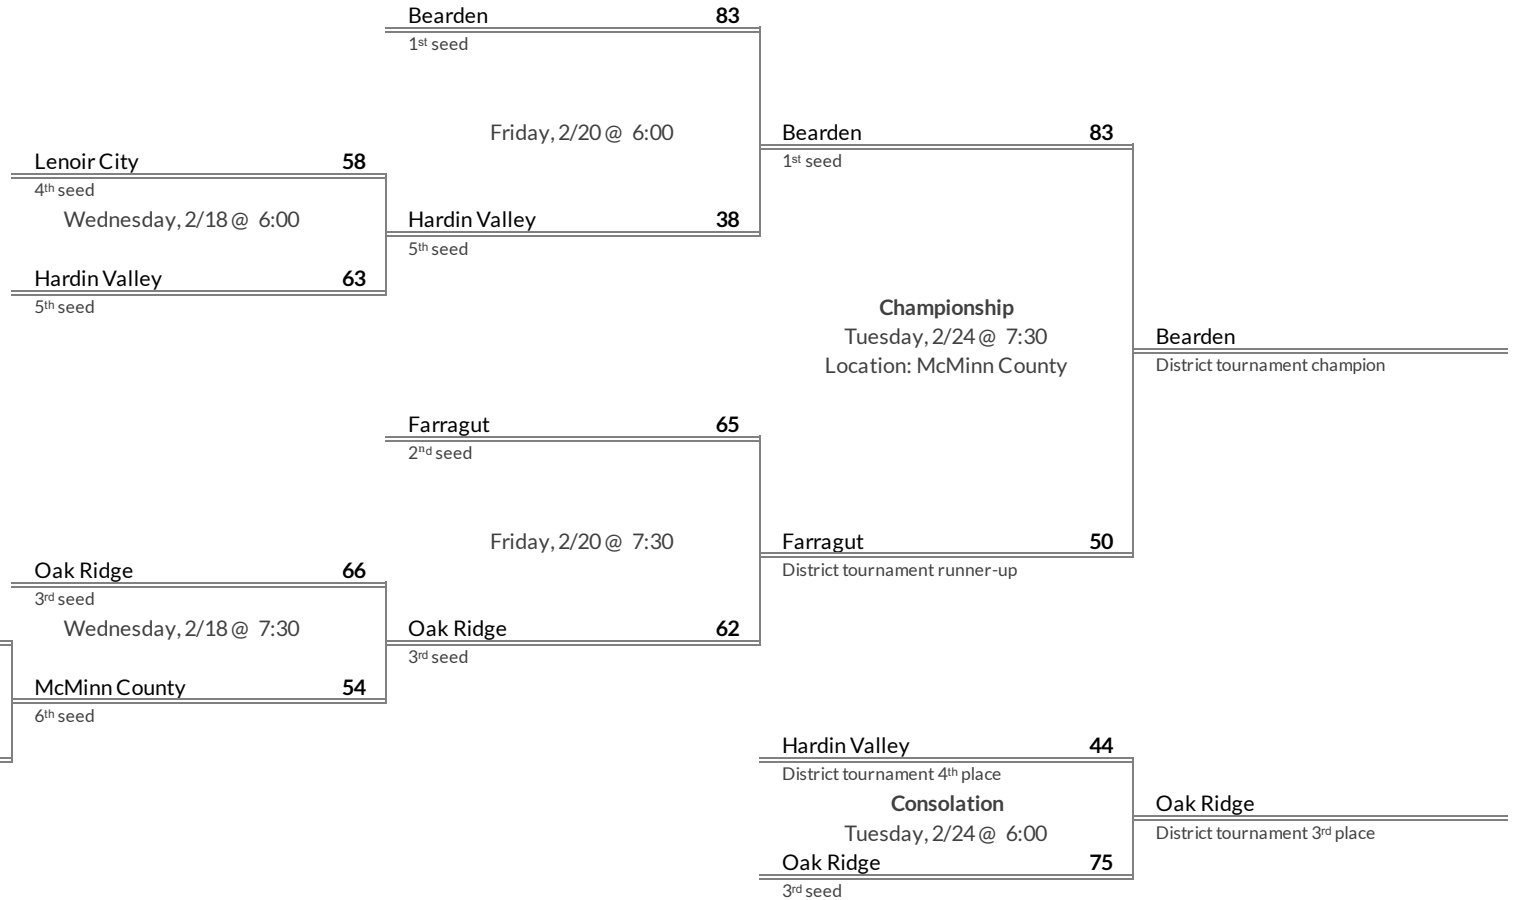 Bearden 83
1st seed
Friday, 2/20 @ 6:00
Bearden 83
1st seed
Lenoir City 58
4th seed
Wednesday, 2/18 @ 6:00
Hardin Valley 38
5th seed
Hardin Valley 63
5th seed
Championship
Tuesday, 2/24 @ 7:30
Location: McMinn County
Bearden
District tournament champion
Farragut 65
2nd seed
Friday, 2/20 @ 7:30
Farragut 50
District tournament runner-up
Oak Ridge 66
3rd seed
Wednesday, 2/18 @ 7:30
Oak Ridge 62
3rd seed
McMinn County 54
6th seed
Hardin Valley 44
District tournament 4th place
Consolation
Tuesday, 2/24 @ 6:00
Oak Ridge
District tournament 3rd place
Oak Ridge 75
3rd seed